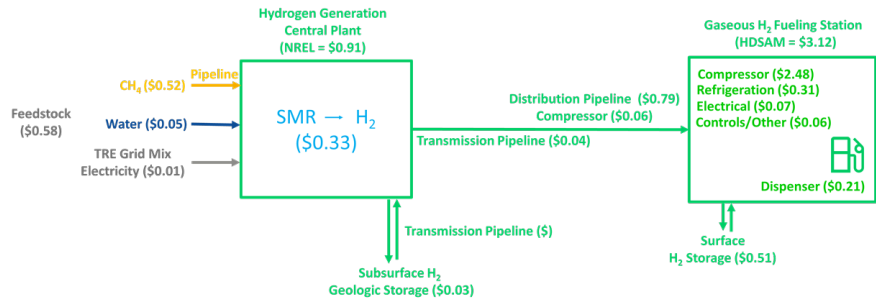 Hydrogen Generation
Central Plant
(NREL = $0.91)
Gaseous H₂ Fueling Station
(HDSAM = $3.12)
Pipeline
CH₄ ($0.52)
Feedstock
($0.58)
Water ($0.05)
TRE Grid Mix
Electricity ($0.01)
SMR → H₂
($0.33)
Distribution Pipeline ($0.79)
Compressor ($0.06)
Transmission Pipeline ($0.04)
Compressor ($2.48)
Refrigeration ($0.31)
Electrical ($0.07)
Controls/Other ($0.06)
Dispenser ($0.21)
Transmission Pipeline ($)
Subsurface H₂
Geologic Storage ($0.03)
Surface
H₂ Storage ($0.51)